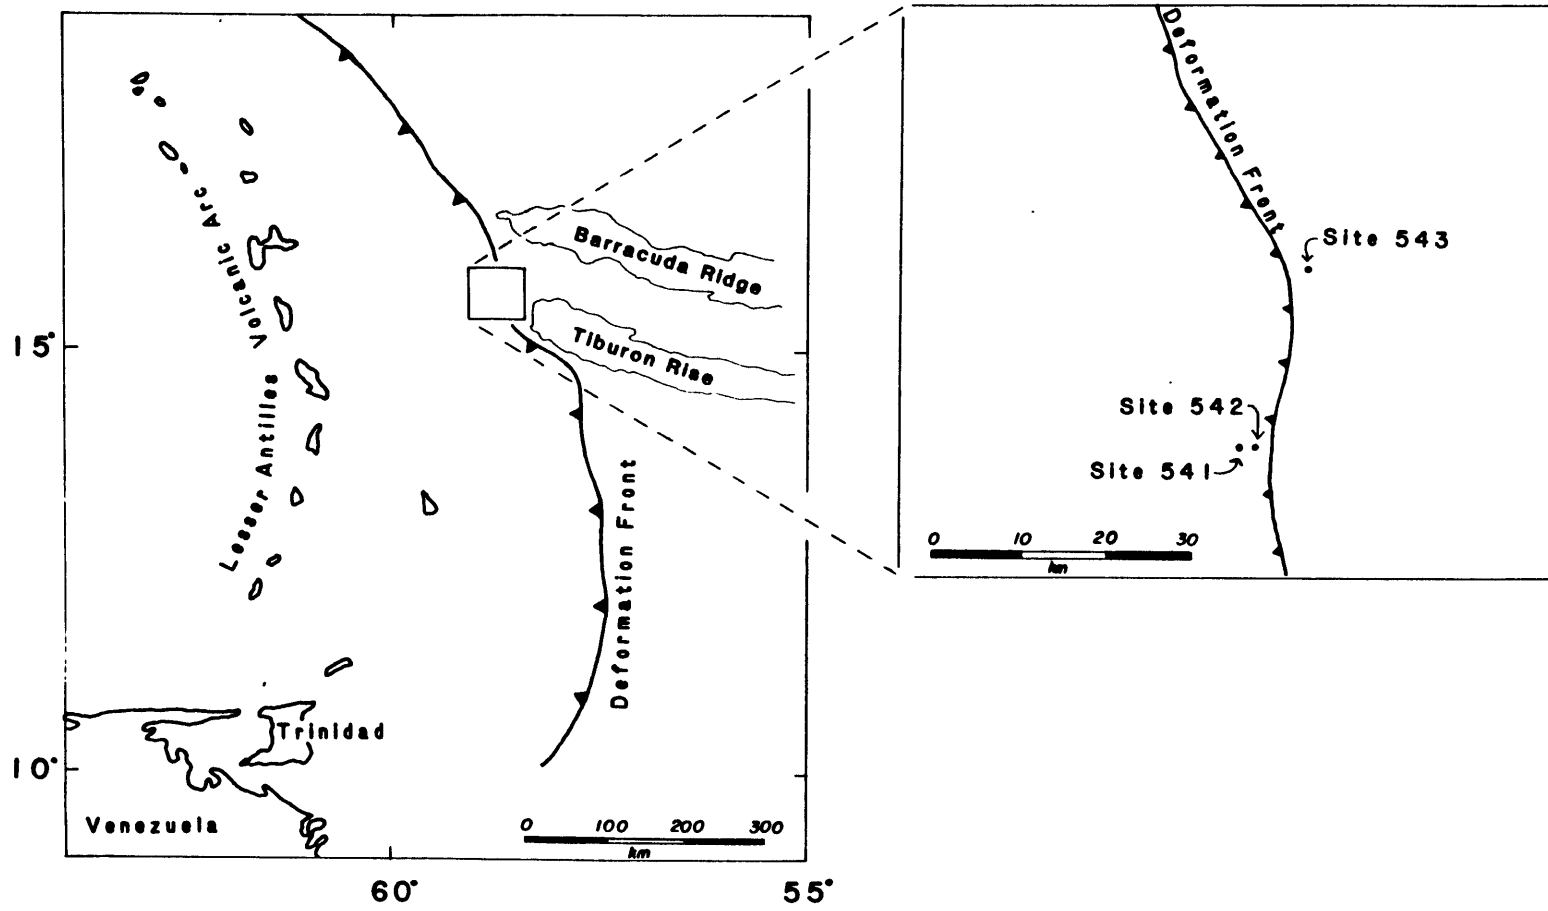 Deformation Front
Site 543
Barracuda Ridge
Lesser Antilles Volcanic Arc
15°
Tiburon Rise
Site 542
Site 541
Deformation Front
0 10 20 30
km
Trinidad
10°
Venezuela
0 100 200 300
km
60°
55°